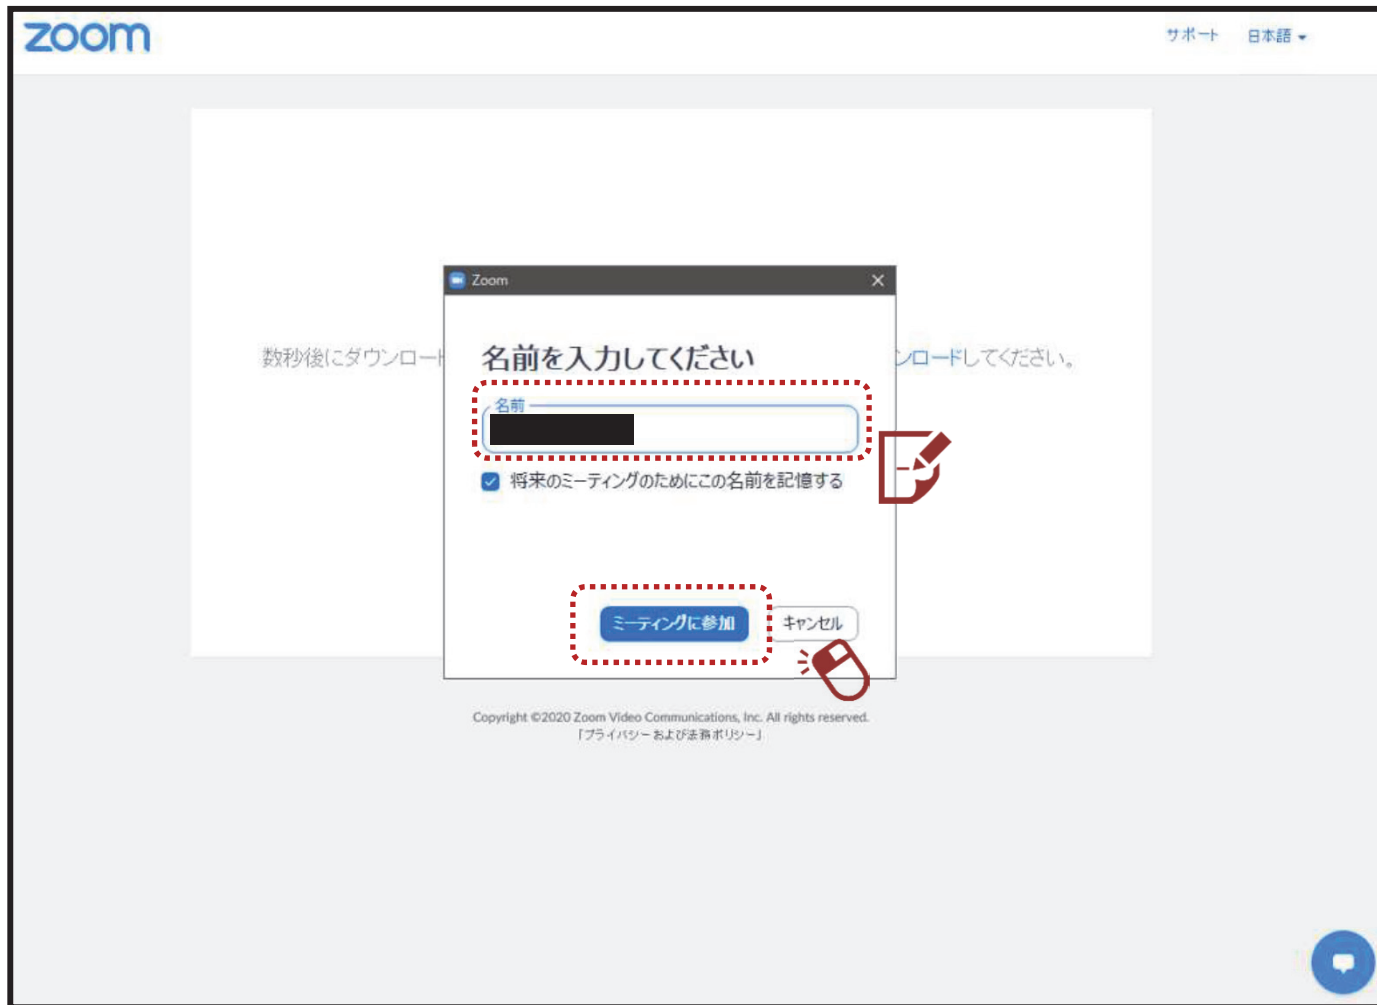 zoom
サポート 日本語
Zoom
数秒後にダウンロード
名前を入力してください
ンロードしてください。
名前
将来のミーティングのためにこの名前を記憶する
ミーティングに参加 キャンセル
Copyright ©2020 Zoom Video Communications, Inc. All rights reserved.
「プライバシーおよび法務ポリシー」